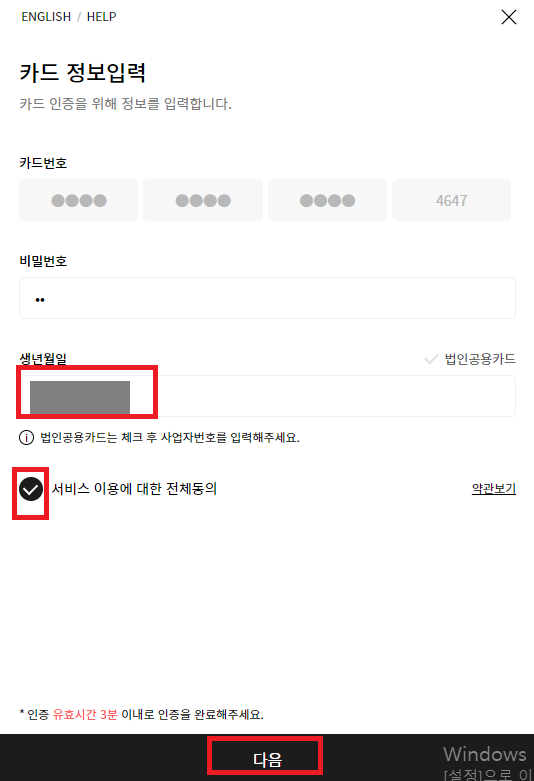 ENGLISH / HELP
카드 정보입력
카드 인증을 위해 정보를 입력합니다.
카드번호
●●●● ●●●● ●●●● 4647
비밀번호
••
생년월일 법인공용카드
법인공용카드는 체크 후 사업자번호를 입력해주세요.
서비스 이용에 대한 전체동의 약관보기
* 인증 유효시간 3분 이내로 인증을 완료해주세요.
다음
Windows
[설정]으로 이